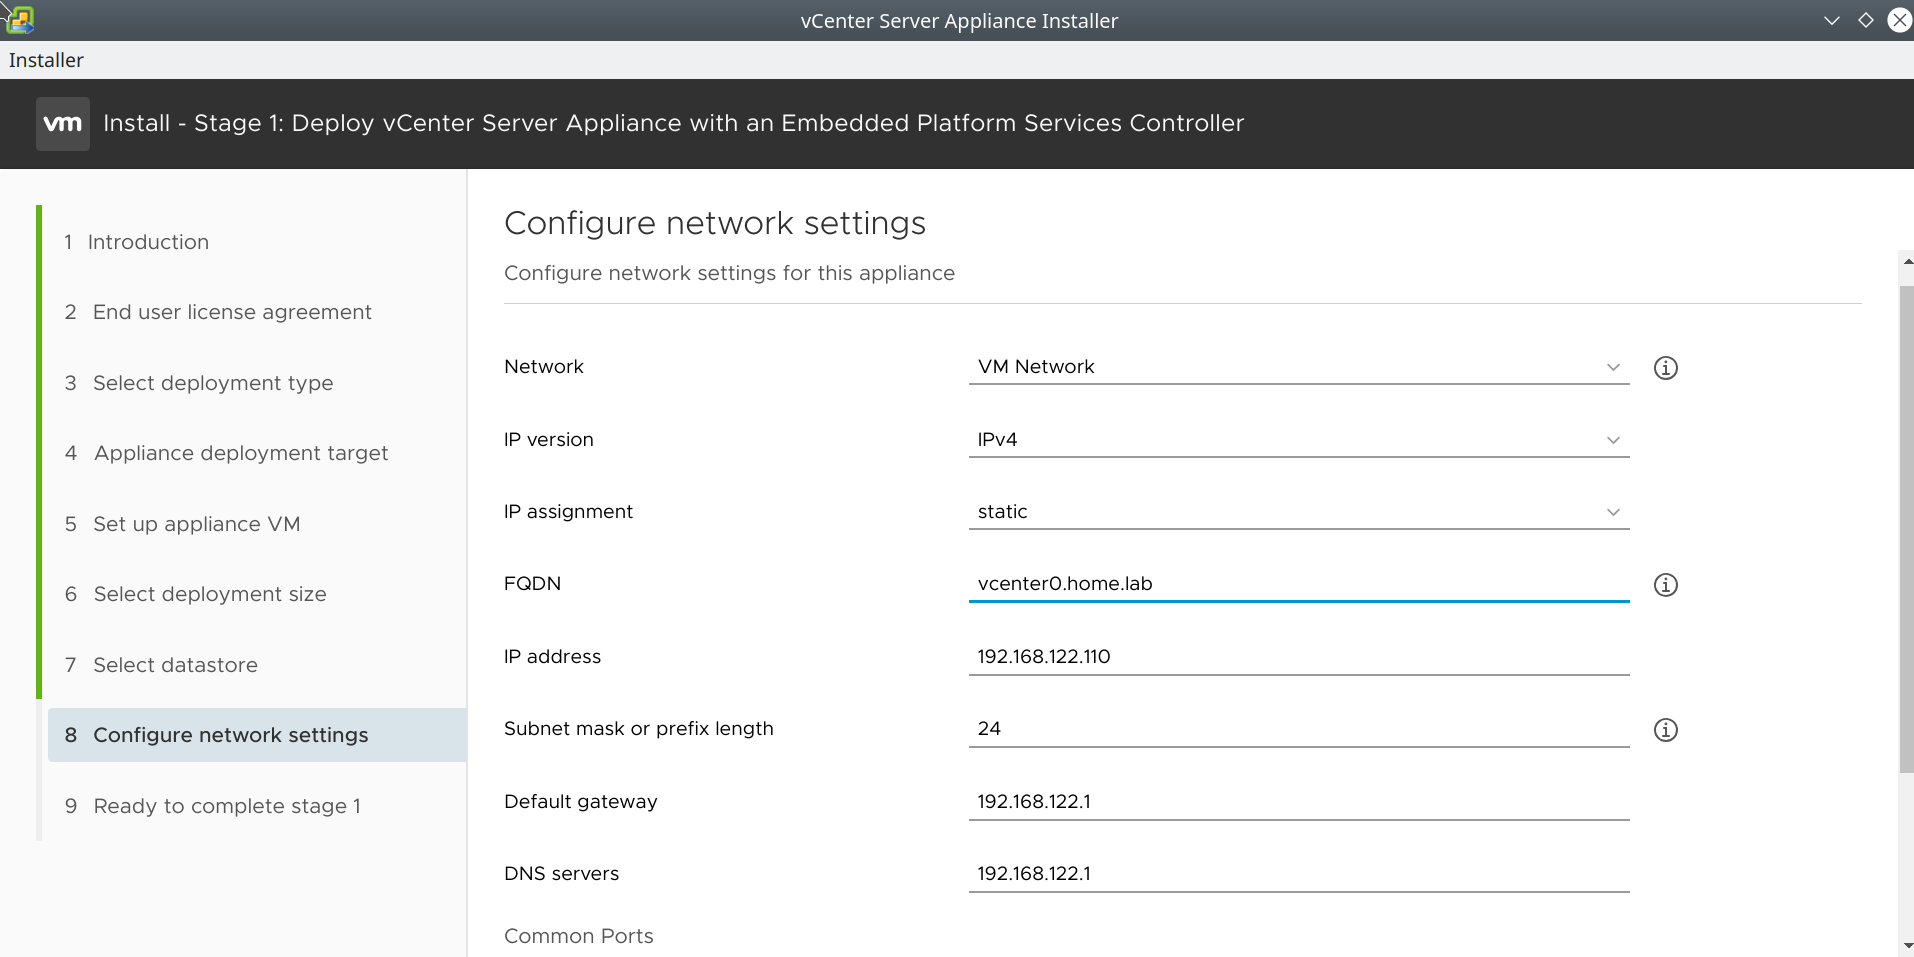 vCenter Server Appliance Installer
Installer
vm Install - Stage 1: Deploy vCenter Server Appliance with an Embedded Platform Services Controller
1 Introduction
2 End user license agreement
3 Select deployment type
4 Appliance deployment target
5 Set up appliance VM
6 Select deployment size
7 Select datastore
8 Configure network settings
9 Ready to complete stage 1
Configure network settings
Configure network settings for this appliance
Network VM Network
IP version IPv4
IP assignment static
FQDN vcenter0.home.lab
IP address 192.168.122.110
Subnet mask or prefix length 24
Default gateway 192.168.122.1
DNS servers 192.168.122.1
Common Ports